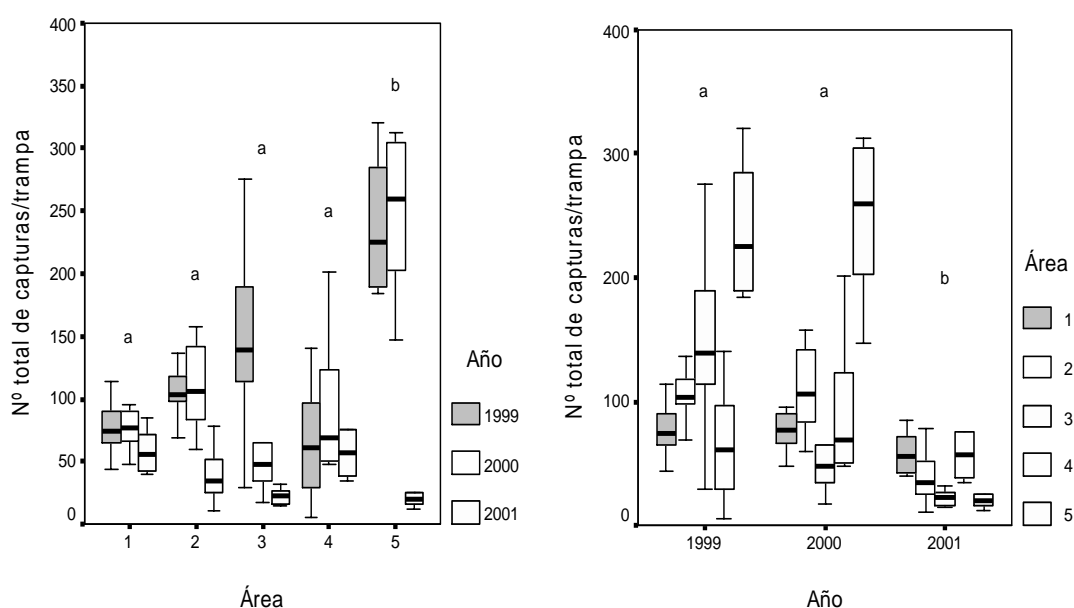 400
350
300
250
200
150
100
50
0
Nº total de capturas/trampa
a
a
a
a
b
1 2 3 4 5
Área
Año
1999
2000
2001
400
300
200
100
0
Nº total de capturas/trampa
a
a
b
1999 2000 2001
Año
Área
1
2
3
4
5